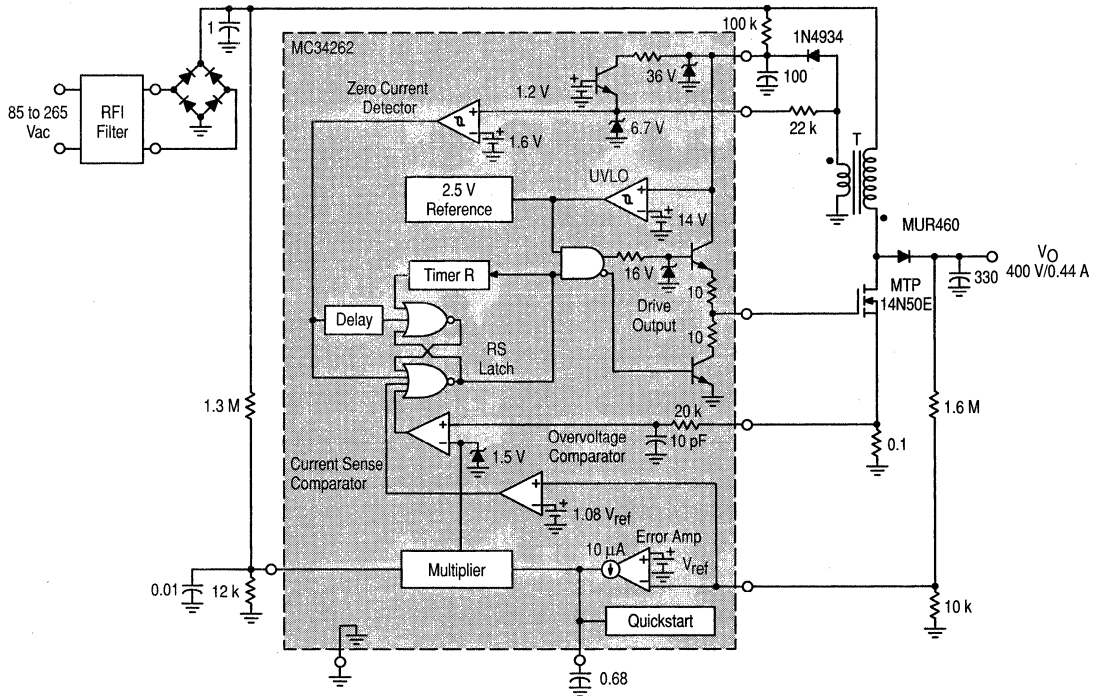 1
100 k
1N4934
MC34262
36 V
100
85 to 265
Vac
RFI
Filter
Zero Current
Detector
1.2 V
1.6 V
6.7 V
22 k
T
2.5 V
Reference
UVLO
14 V
MUR460
VO
400 V/0.44 A
330
16 V
Timer R
10
Drive
Output
MTP
14N50E
Delay
10
RS
Latch
1.3 M
20 k
1.6 M
10 pF
0.1
Overvoltage
Comparator
1.5 V
Current Sense
Comparator
1.08 Vref
Error Amp
10 µA
Vref
Multiplier
0.01
12 k
10 k
Quickstart
0.68